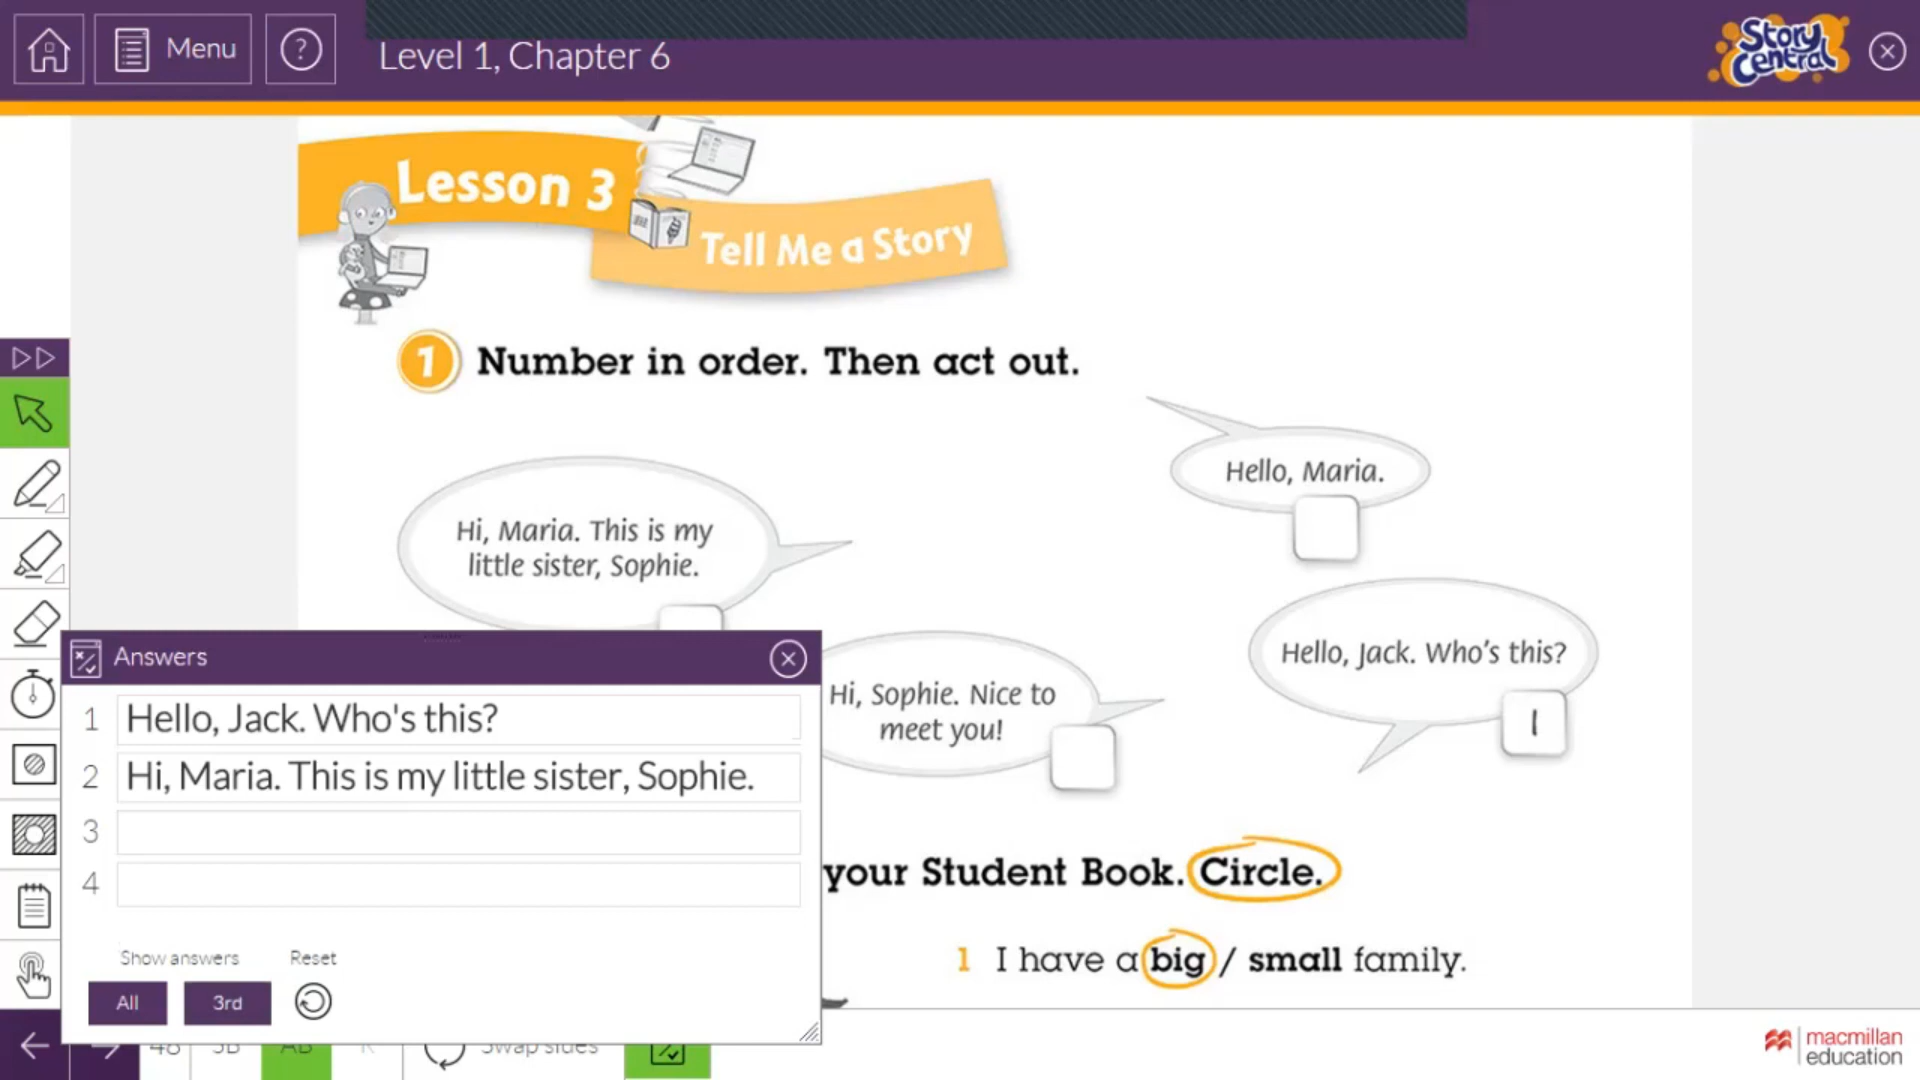 Menu
?
Level 1, Chapter 6
Story
Central
Lesson 3
Tell Me a Story
1 Number in order. Then act out.
Hello, Maria.
Hi, Maria. This is my
little sister, Sophie.
Hello, Jack. Who's this?
1
Hi, Sophie. Nice to
meet you!
Answers
1 Hello, Jack. Who's this?
2 Hi, Maria. This is my little sister, Sophie.
3
4
Show answers Reset
All 3rd
your Student Book. Circle.
1 I have a big / small family.
48 SB AB Swap sides
macmillan
education